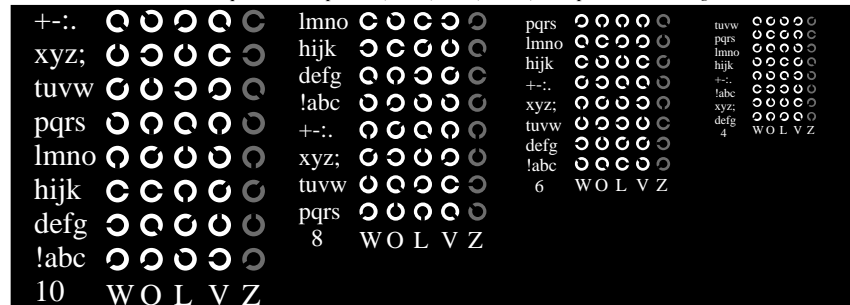 +-:.
xyz;
tuvw
pqrs
lmno
hijk
defg
!abc
10 W O L V Z
lmno
hijk
defg
!abc
+-:.
xyz;
tuvw
pqrs
8 W O L V Z
pqrs
lmno
hijk
+-:.
xyz;
tuvw
defg
!abc
6 W O L V Z
tuvw
pqrs
lmno
hijk
+-:.
!abc
xyz;
defg
4 W O L V Z